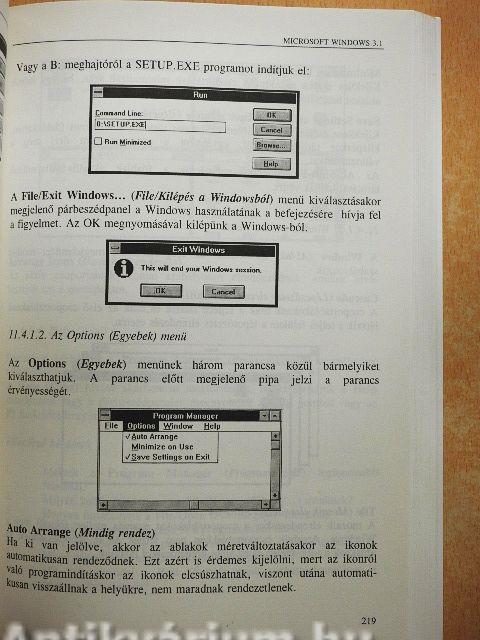 MICROSOFT WINDOWS 3.1
Vagy a B: meghajtóról a SETUP.EXE programot indítjuk el:
Run
Command Line:
B:\SETUP.EXE
Run Minimized
OK
Cancel
Browse...
Help
A File/Exit Windows... (File/Kilépés a Windowsból) menü kiválasztásakor
megjelenő párbeszédpanel a Windows használatának a befejezésére hívja fel
a figyelmet. Az OK megnyomásával kilépünk a Windows-ból.
Exit Windows
This will end your Windows session.
OK
Cancel
11.4.1.2. Az Options (Egyebek) menü
Az Options (Egyebek) menünek három parancsa közül bármelyiket
kiválaszthatjuk. A parancs előtt megjelenő pipa jelzi a parancs
érvényességét.
Program Manager
File Options Window Help
✓Auto Arrange
Minimize on Use
✓Save Settings on Exit
Auto Arrange (Mindig rendez)
Ha ki van jelölve, akkor az ablakok méretváltoztatásakor az ikonok
automatikusan rendeződnek. Ezt azért is érdemes kijelölni, mert az ikonról
való programindításkor az ikonok elcsúszhatnak, viszont utána automati-
kusan visszaállnak a helyükre, nem maradnak rendezetlenek.
219
Antikvárium.hu